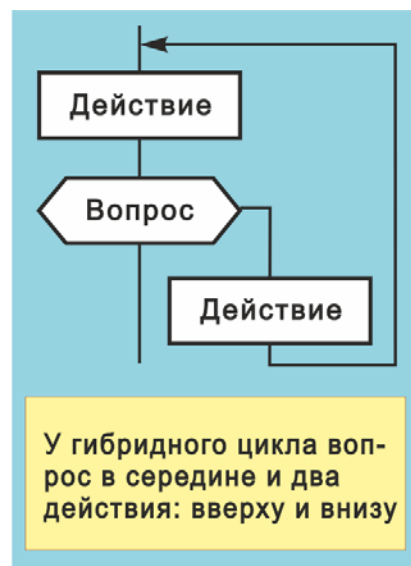 Действие
Вопрос
Действие
У гибридного цикла воп-
рос в середине и два
действия: вверху и внизу